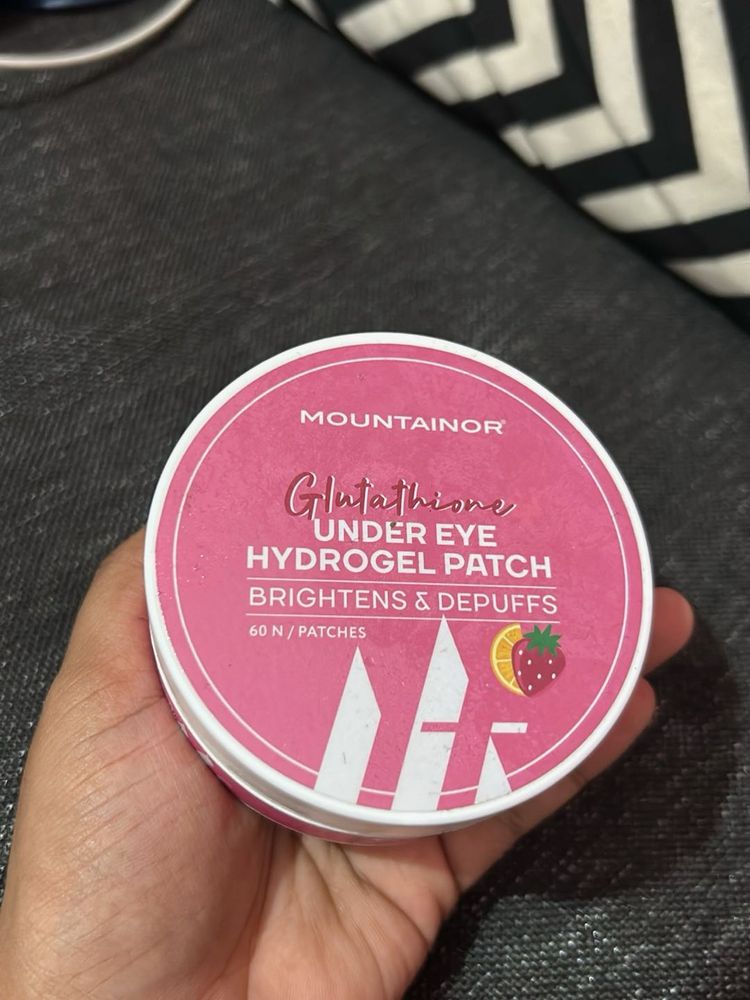 MOUNTAINOR®
Glutathione
UNDER EYE
HYDROGEL PATCH
BRIGHTENS & DEPUFFS
60 N / PATCHES